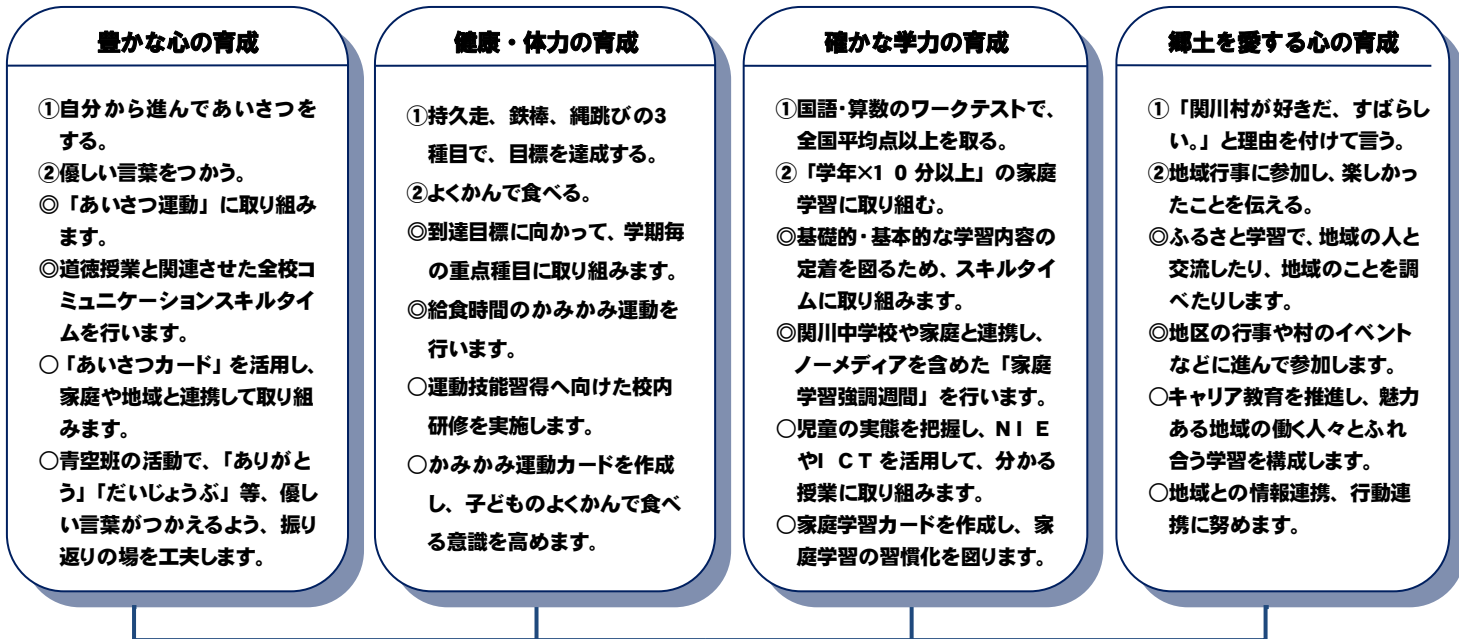 豊かな心の育成
①自分から進んであいさつを
する。
②優しい言葉をつかう。
◎「あいさつ運動」に取り組み
ます。
◎道徳授業と関連させた全校コ
ミュニケーションスキルタイ
ムを行います。
○「あいさつカード」を活用し、
家庭や地域と連携して取り組
みます。
○青空班の活動で、「ありがと
う」「だいじょうぶ」等、優し
い言葉がつかえるよう、振り
返りの場を工夫します。
健康・体力の育成
①持久走、鉄棒、縄跳びの3
種目で、目標を達成する。
②よくかんで食べる。
◎到達目標に向かって、学期毎
の重点種目に取り組みます。
◎給食時間のかみかみ運動を
行います。
○運動技能習得へ向けた校内
研修を実施します。
○かみかみ運動カードを作成
し、子どものよくかんで食べ
る意識を高めます。
確かな学力の育成
①国語・算数のワークテストで、
全国平均点以上を取る。
②「学年×10分以上」の家庭
学習に取り組む。
◎基礎的・基本的な学習内容の
定着を図るため、スキルタイ
ムに取り組みます。
◎関川中学校や家庭と連携し、
ノーメディアを含めた「家庭
学習強調週間」を行います。
○児童の実態を把握し、NIE
やICTを活用して、分かる
授業に取り組みます。
○家庭学習カードを作成し、家
庭学習の習慣化を図ります。
郷土を愛する心の育成
①「関川村が好きだ、すばらし
い。」と理由を付けて言う。
②地域行事に参加し、楽しかっ
たことを伝える。
◎ふるさと学習で、地域の人と
交流したり、地域のことを調
べたりします。
◎地区の行事や村のイベント
などに進んで参加します。
○キャリア教育を推進し、魅力
ある地域の働く人々とふれ
合う学習を構成します。
○地域との情報連携、行動連
携に努めます。